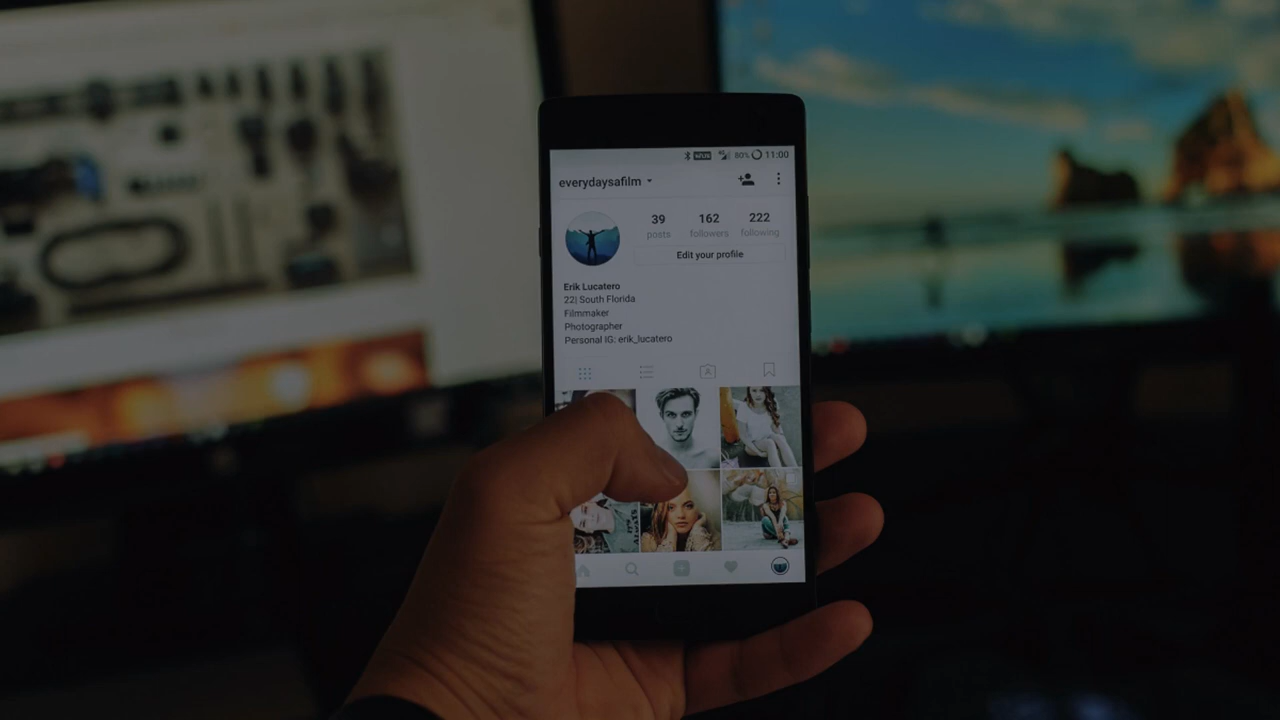 80% 11:00
everydaysafilm
39 162 222
posts followers following
Edit your profile
Erik Lucatero
22| South Florida
Filmmaker
Photographer
Personal IG: erik_lucatero